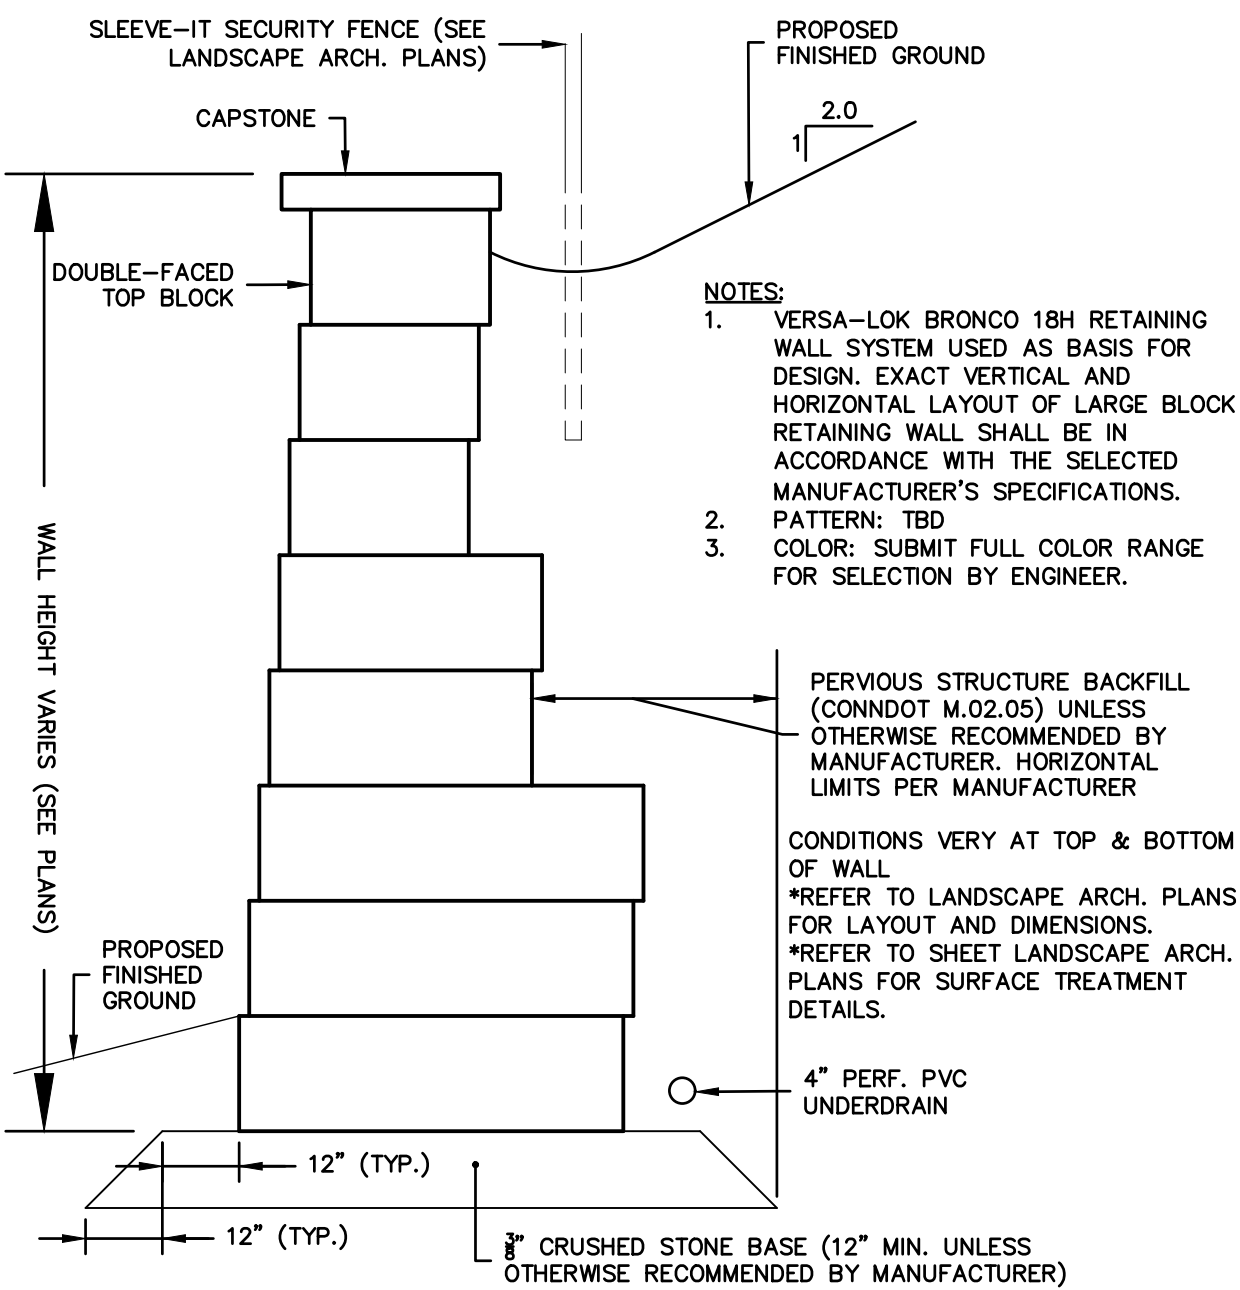 SLEEVE-IT SECURITY FENCE (SEE
LANDSCAPE ARCH. PLANS)
PROPOSED
FINISHED GROUND
CAPSTONE
2.0
1
DOUBLE-FACED
TOP BLOCK
NOTES:
1. VERSA-LOK BRONCO 18H RETAINING
WALL SYSTEM USED AS BASIS FOR
DESIGN. EXACT VERTICAL AND
HORIZONTAL LAYOUT OF LARGE BLOCK
RETAINING WALL SHALL BE IN
ACCORDANCE WITH THE SELECTED
MANUFACTURER'S SPECIFICATIONS.
2. PATTERN: TBD
3. COLOR: SUBMIT FULL COLOR RANGE
FOR SELECTION BY ENGINEER.
WALL HEIGHT VARIES (SEE PLANS)
PERVIOUS STRUCTURE BACKFILL
(CONNDOT M.02.05) UNLESS
OTHERWISE RECOMMENDED BY
MANUFACTURER. HORIZONTAL
LIMITS PER MANUFACTURER
CONDITIONS VERY AT TOP & BOTTOM
OF WALL
*REFER TO LANDSCAPE ARCH. PLANS
FOR LAYOUT AND DIMENSIONS.
*REFER TO SHEET LANDSCAPE ARCH.
PLANS FOR SURFACE TREATMENT
DETAILS.
PROPOSED
FINISHED
GROUND
4" PERF. PVC
UNDERDRAIN
12" (TYP.)
12" (TYP.)
3/8" CRUSHED STONE BASE (12" MIN. UNLESS
OTHERWISE RECOMMENDED BY MANUFACTURER)